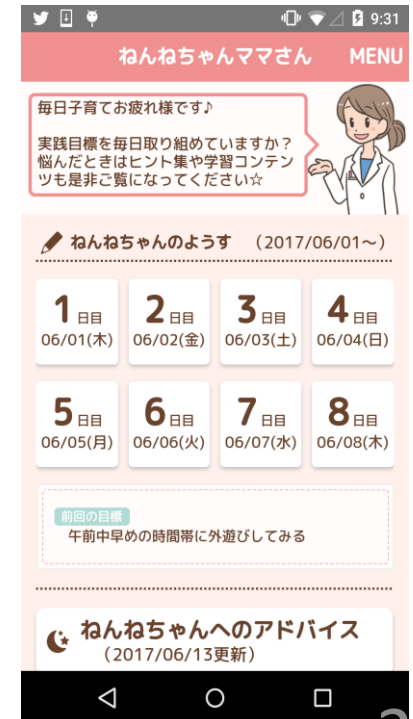 9:31
ねんねちゃんママさん MENU
毎日子育てお疲れ様です♪
実践目標を毎日取り組めていますか？
悩んだときはヒント集や学習コンテン
ツも是非ご覧になってください☆
ねんねちゃんのようす （2017/06/01～）
1日目 2日目 3日目 4日目
06/01(木) 06/02(金) 06/03(土) 06/04(日)
5日目 6日目 7日目 8日目
06/05(月) 06/06(火) 06/07(水) 06/08(木)
前回の目標
午前中早めの時間帯に外遊びしてみる
ねんねちゃんへのアドバイス
（2017/06/13更新）